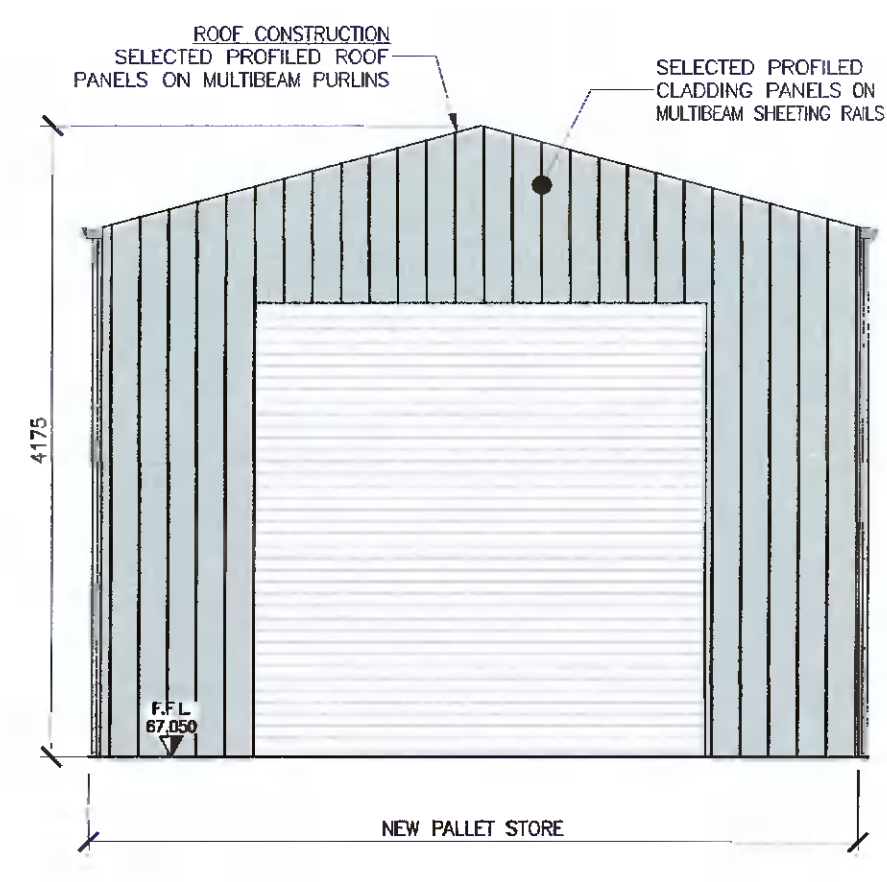 ROOF CONSTRUCTION
SELECTED PROFILED ROOF
PANELS ON MULTIBEAM PURLINS
SELECTED PROFILED
CLADDING PANELS ON
MULTIBEAM SHEETING RAILS
4175
F.F.L
67,050
NEW PALLET STORE